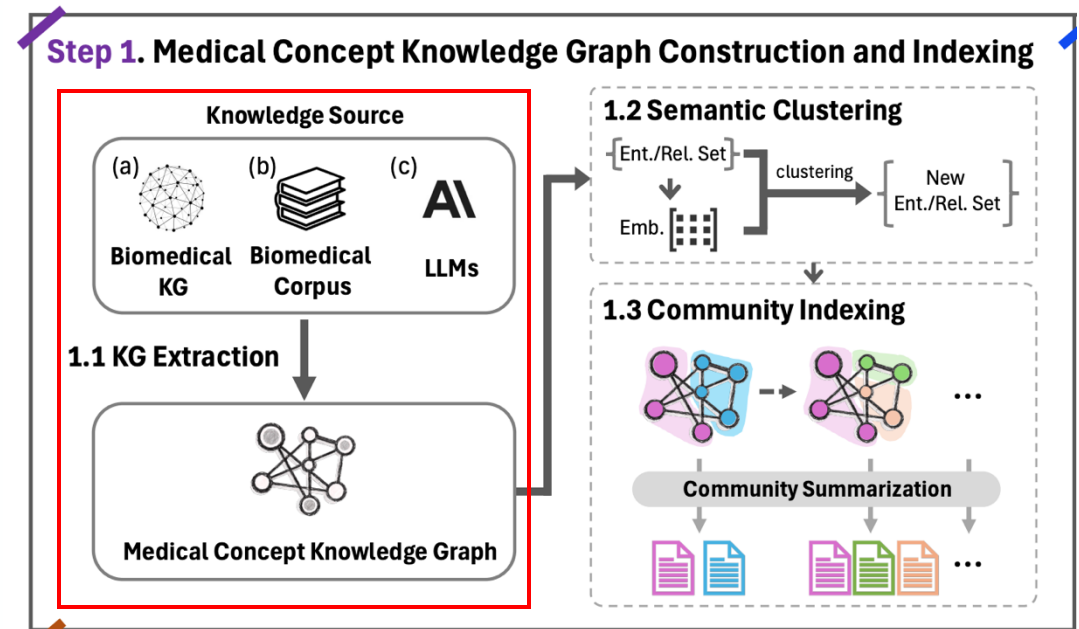 Step 1. Medical Concept Knowledge Graph Construction and Indexing
Knowledge Source
(a)
(b)
(c)
A\
Biomedical
KG
Biomedical
Corpus
LLMs
1.1 KG Extraction
Medical Concept Knowledge Graph
1.2 Semantic Clustering
Ent./Rel. Set
Emb.
clustering
New
Ent./Rel. Set
1.3 Community Indexing
...
Community Summarization
...